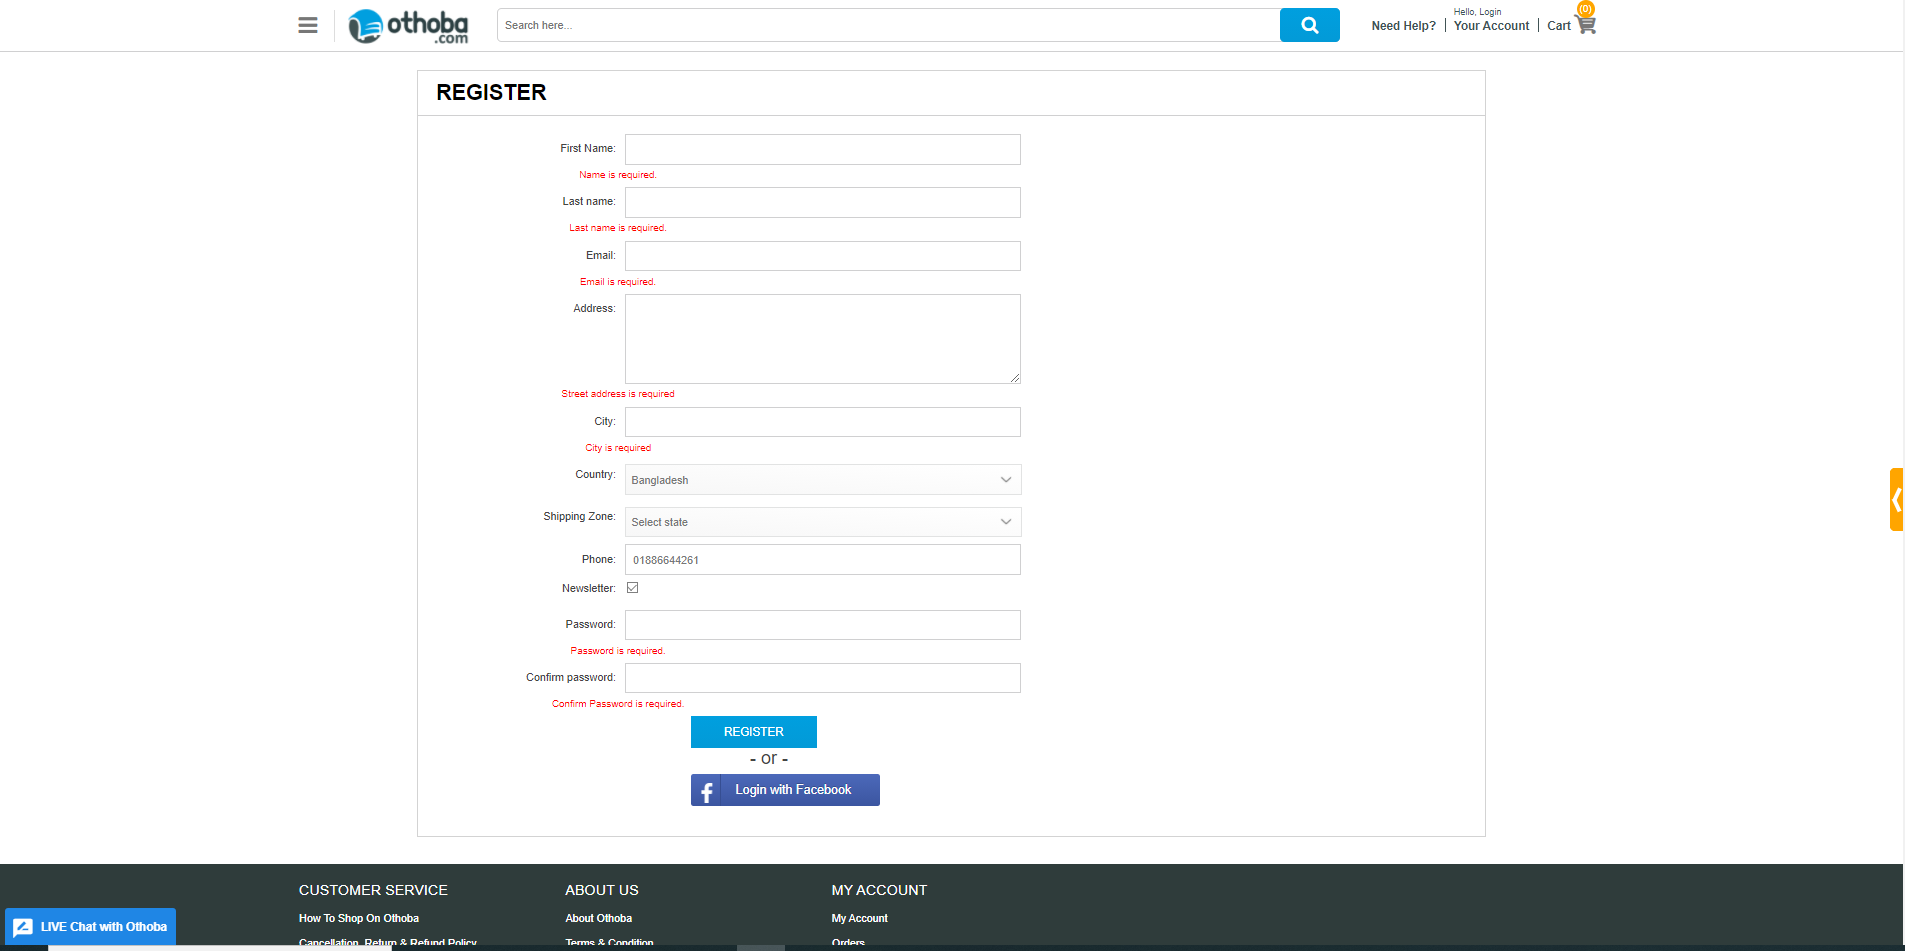 othoba
.com
Search here...
Need Help?
Hello, Login
Your Account
Cart
(0)
REGISTER
First Name:
Name is required.
Last name:
Last name is required.
Email:
Email is required.
Address:
Street address is required
City:
City is required
Country:
Bangladesh
Shipping Zone:
Select state
Phone:
01886644261
Newsletter:
Password:
Password is required.
Confirm password:
Confirm Password is required.
REGISTER
- or -
f
Login with Facebook
CUSTOMER SERVICE
ABOUT US
MY ACCOUNT
How To Shop On Othoba
About Othoba
My Account
LIVE Chat with Othoba
Cancellation, Return & Refund Policy
Terms & Condition
Orders